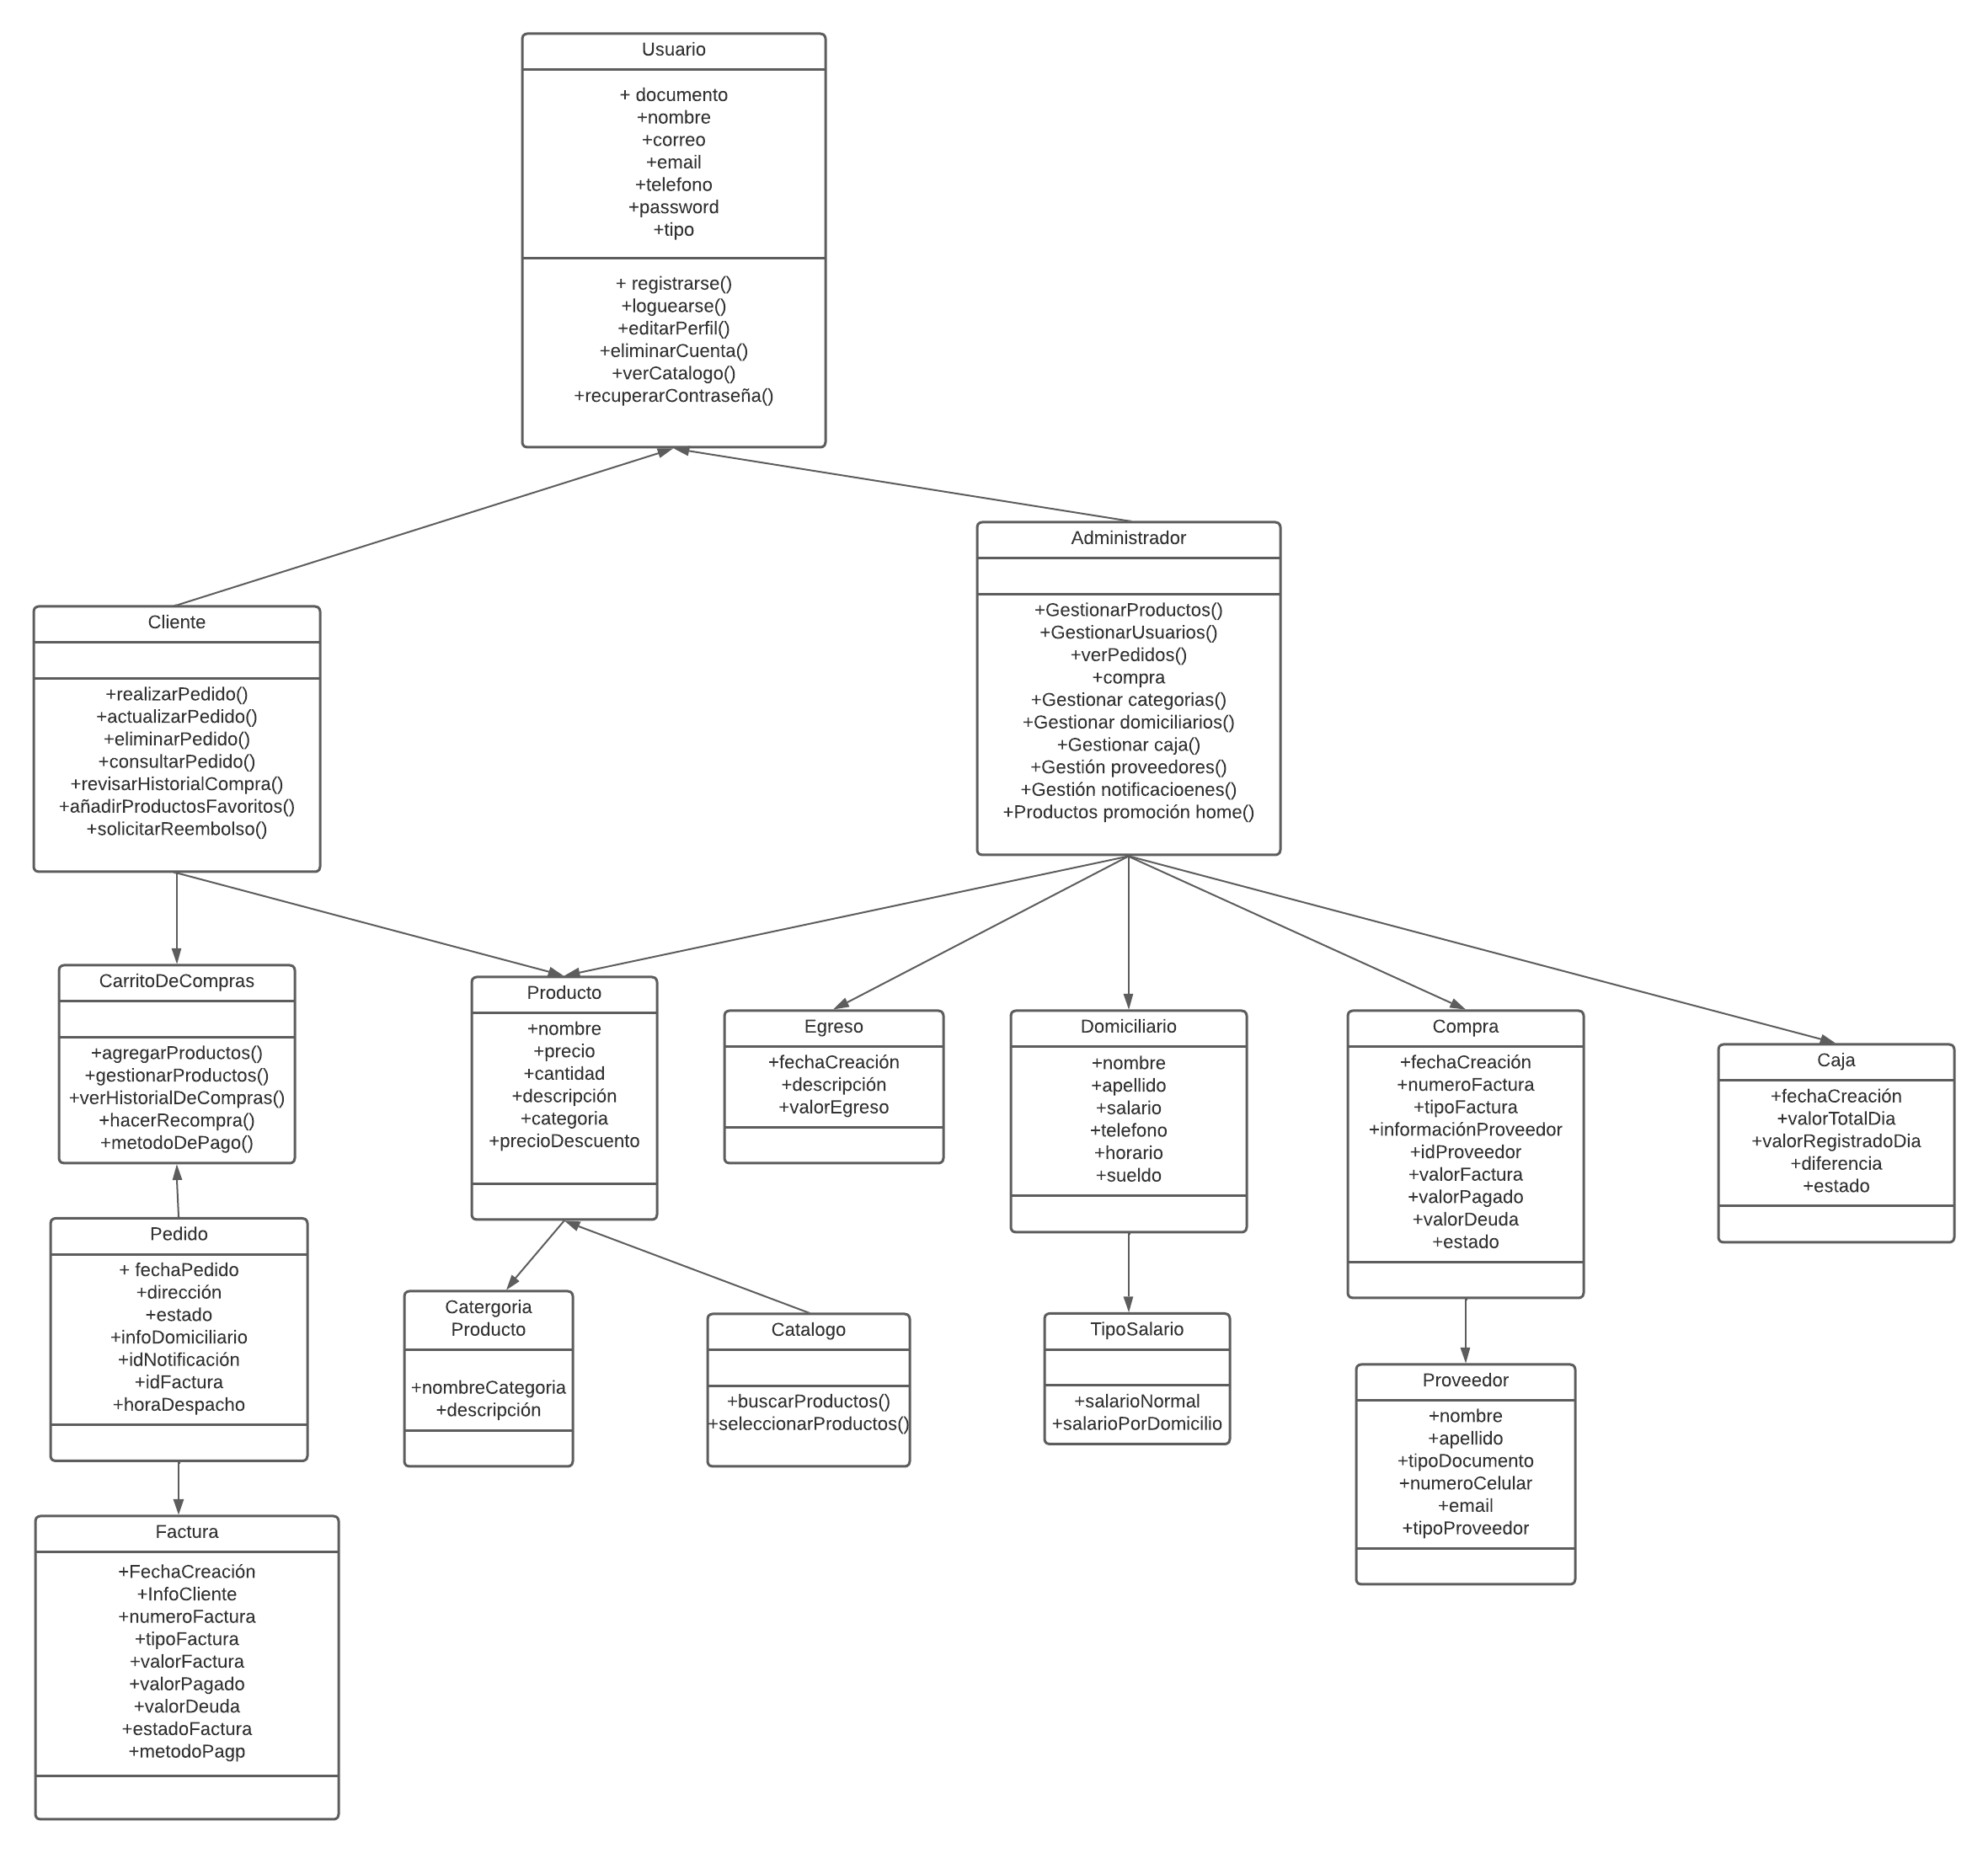 Usuario
+ documento
+nombre
+correo
+email
+telefono
+password
+tipo
+ registrarse()
+loguearse()
+editarPerfil()
+eliminarCuenta()
+verCatalogo()
+recuperarContraseña()
Administrador
+GestionarProductos()
+GestionarUsuarios()
+verPedidos()
+compra
+Gestionar categorias()
+Gestionar domiciliarios()
+Gestionar caja()
+Gestión proveedores()
+Gestión notificacioenes()
+Productos promoción home()
Cliente
+realizarPedido()
+actualizarPedido()
+eliminarPedido()
+consultarPedido()
+revisarHistorialCompra()
+añadirProductosFavoritos()
+solicitarReembolso()
CarritoDeCompras
+agregarProductos()
+gestionarProductos()
+verHistorialDeCompras()
+hacerRecompra()
+metodoDePago()
Producto
+nombre
+precio
+cantidad
+descripción
+categoria
+precioDescuento
Egreso
+fechaCreación
+descripción
+valorEgreso
Domiciliario
+nombre
+apellido
+salario
+telefono
+horario
+sueldo
Compra
+fechaCreación
+numeroFactura
+tipoFactura
+informaciónProveedor
+idProveedor
+valorFactura
+valorPagado
+valorDeuda
+estado
Caja
+fechaCreación
+valorTotalDia
+valorRegistradoDia
+diferencia
+estado
Pedido
+ fechaPedido
+dirección
+estado
+infoDomiciliario
+idNotificación
+idFactura
+horaDespacho
Catergoria
Producto
+nombreCategoria
+descripción
Catalogo
+buscarProductos()
+seleccionarProductos()
TipoSalario
+salarioNormal
+salarioPorDomicilio
Proveedor
+nombre
+apellido
+tipoDocumento
+numeroCelular
+email
+tipoProveedor
Factura
+FechaCreación
+InfoCliente
+numeroFactura
+tipoFactura
+valorFactura
+valorPagado
+valorDeuda
+estadoFactura
+metodoPagp